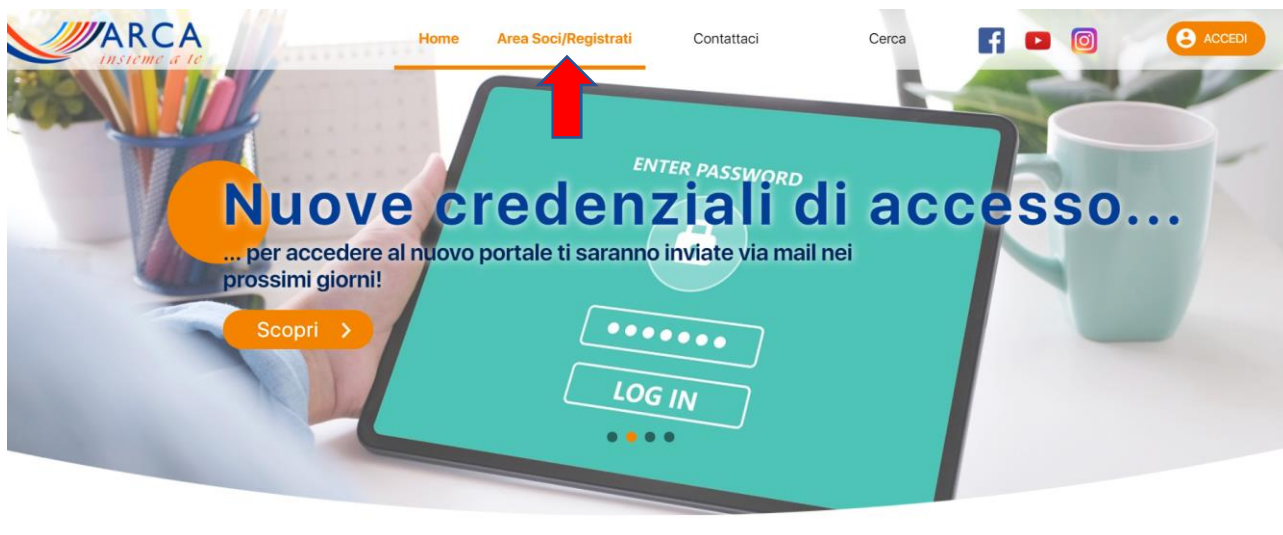 ARCA
insieme a te
Home
Area Soci/Registrati
Contattaci
Cerca
ACCEDI
ENTER PASSWORD
Nuove credenziali di accesso...
... per accedere al nuovo portale ti saranno inviate via mail nei
prossimi giorni!
Scopri >
LOG IN